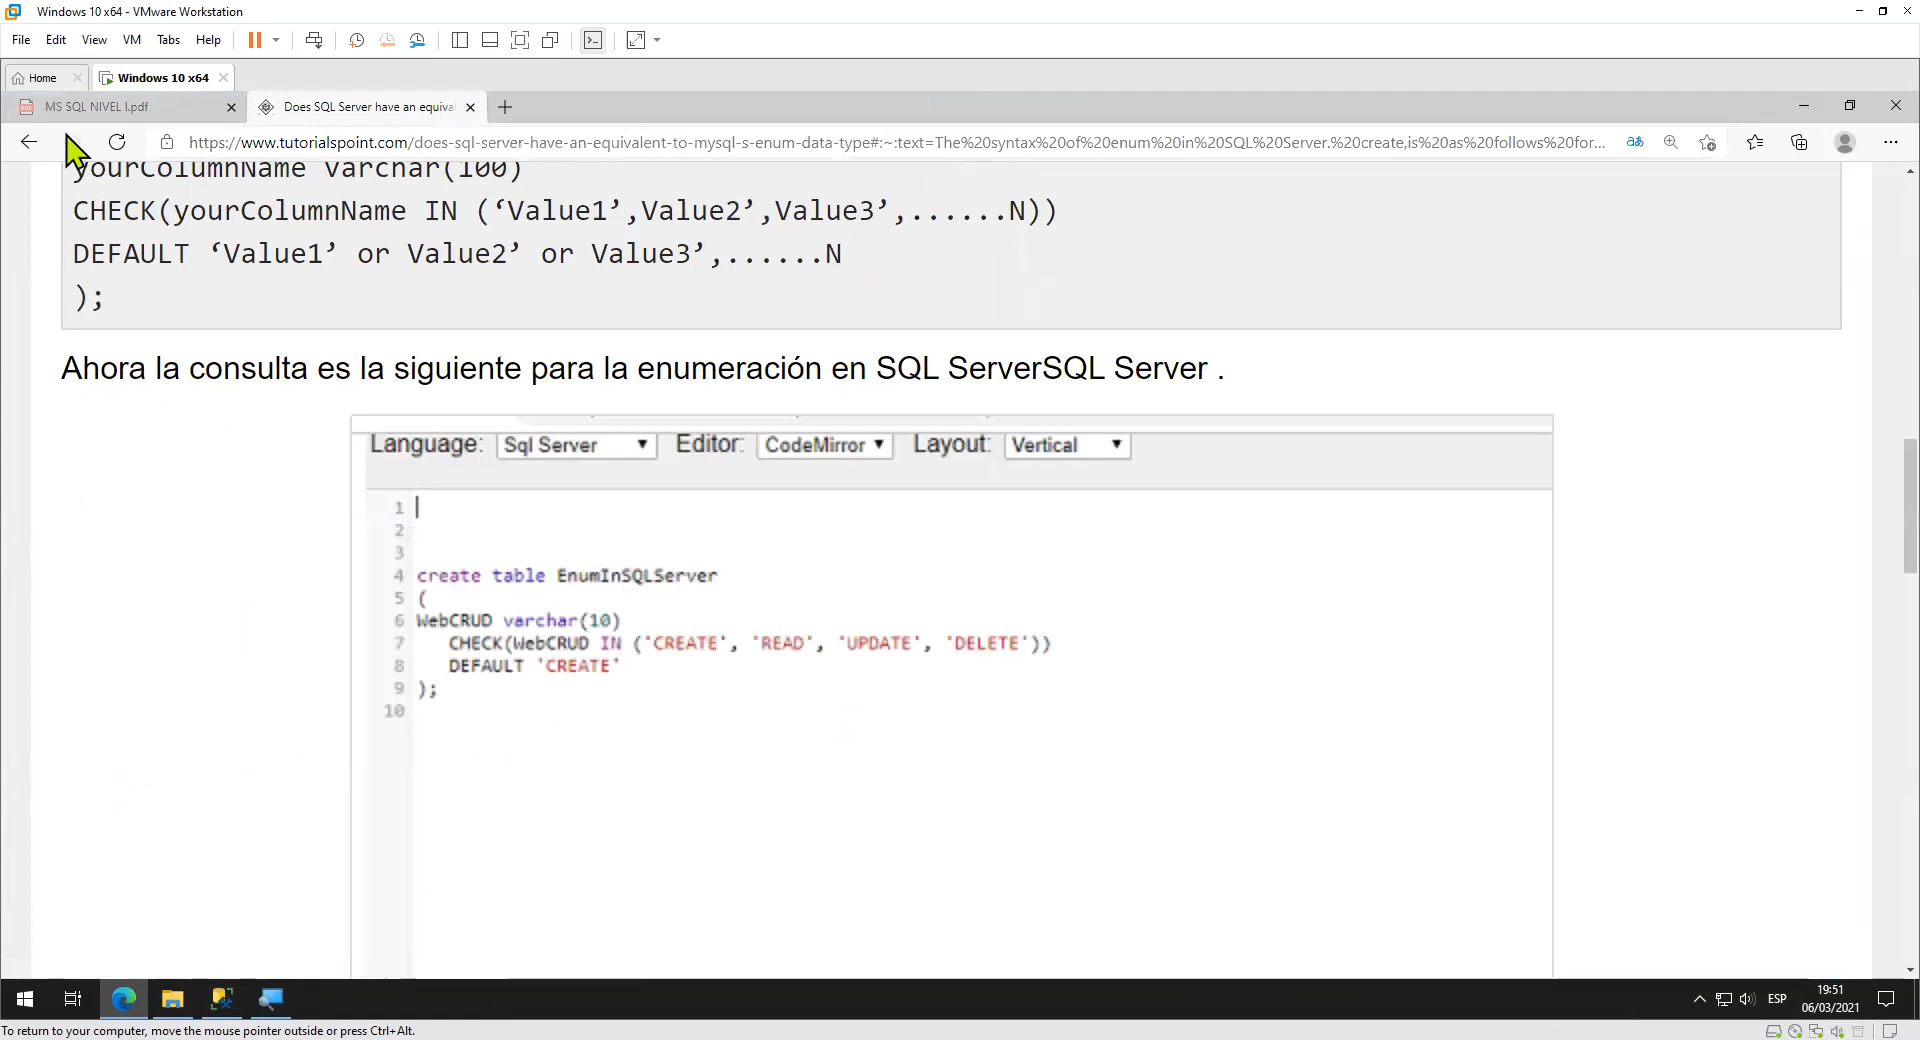 Windows 10 x64 - VMware Workstation
File Edit View VM Tabs Help
Home Windows 10 x64
MS SQL NIVEL I.pdf Does SQL Server have an equiva
https://www.tutorialspoint.com/does-sql-server-have-an-equivalent-to-mysql-s-enum-data-type#:~:text=The%20syntax%20of%20enum%20in%20SQL%20Server.%20create,is%20as%20follows%20for...
yourColumnName varchar(100)
CHECK(yourColumnName IN (‘Value1’,Value2’,Value3’,......N))
DEFAULT ‘Value1’ or Value2’ or Value3’,......N
);
Ahora la consulta es la siguiente para la enumeración en SQL ServerSQL Server .
Language: Sql Server Editor: CodeMirror Layout: Vertical
1
2
3
4 create table EnumInSQLServer
5 (
6 WebCRUD varchar(10)
7 CHECK(WebCRUD IN ('CREATE', 'READ', 'UPDATE', 'DELETE'))
8 DEFAULT 'CREATE'
9 );
10
ESP
19:51
06/03/2021
To return to your computer, move the mouse pointer outside or press Ctrl+Alt.